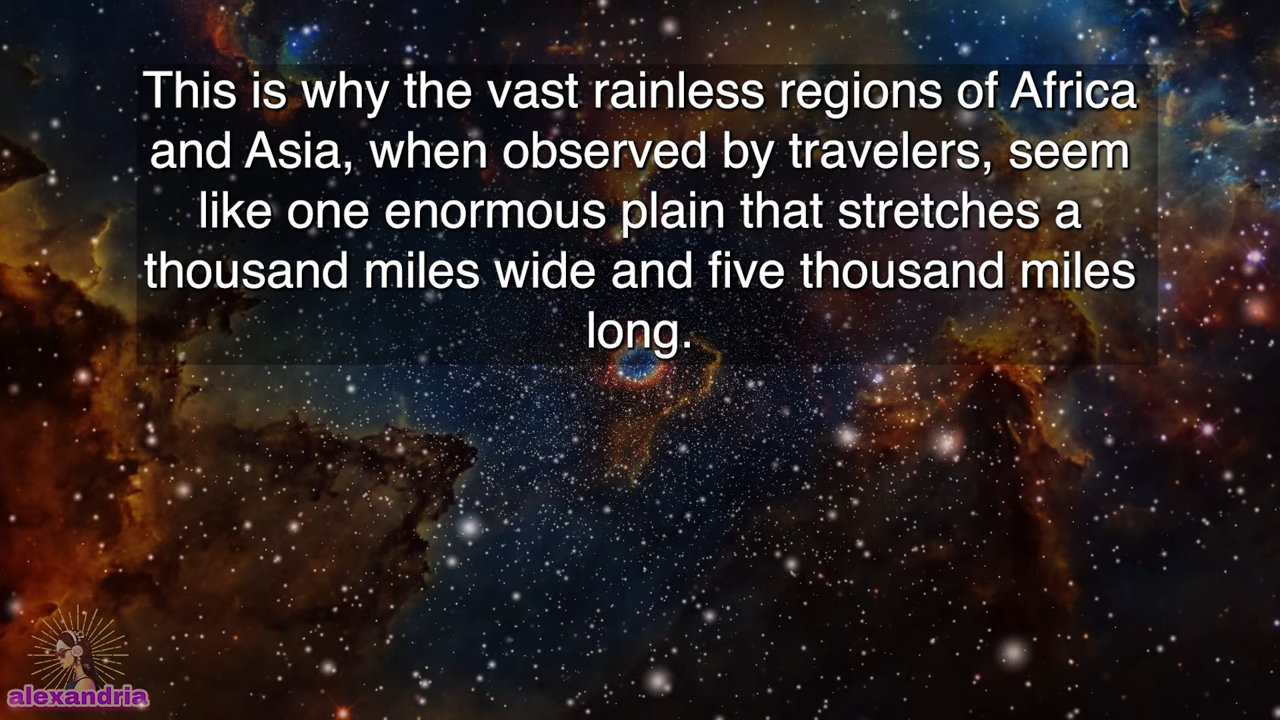 This is why the vast rainless regions of Africa
and Asia, when observed by travelers, seem
like one enormous plain that stretches a
thousand miles wide and five thousand miles
long.
alexandria